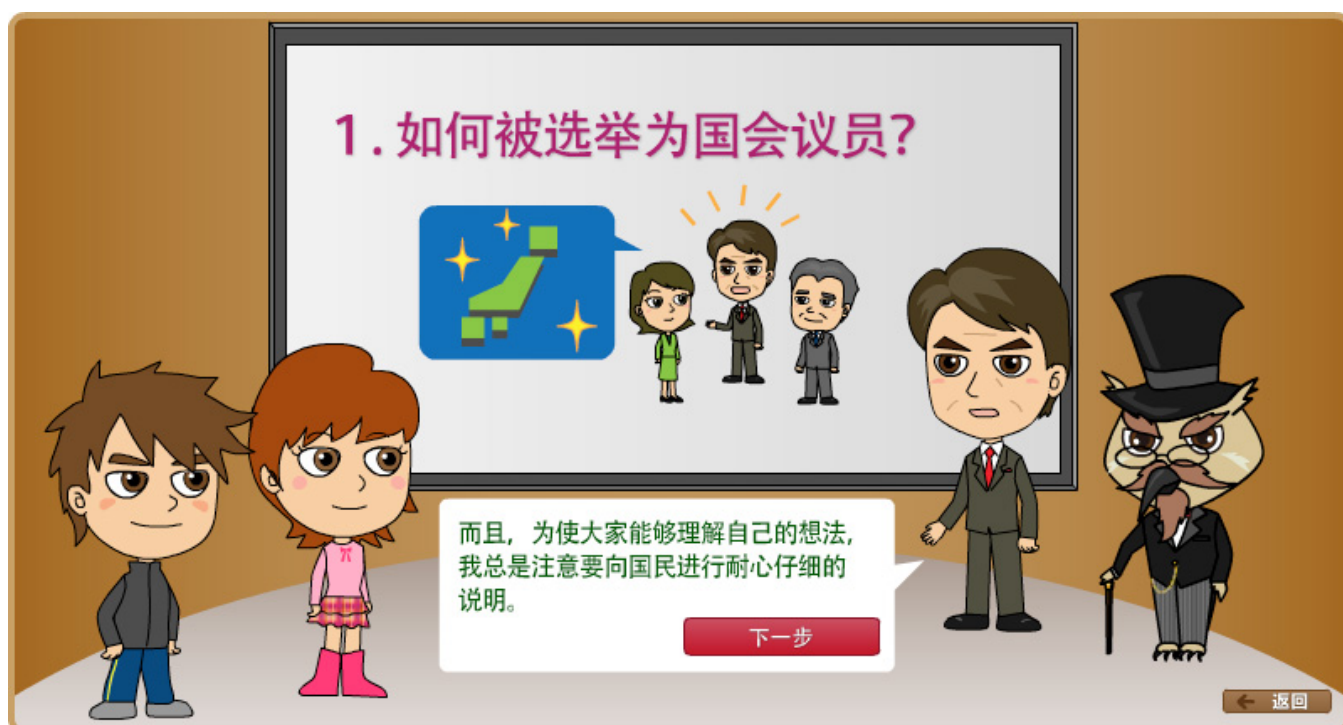 1.如何被选举为国会议员?
而且，为使大家能够理解自己的想法，
我总是注意要向国民进行耐心仔细的
说明。
下一步
返回